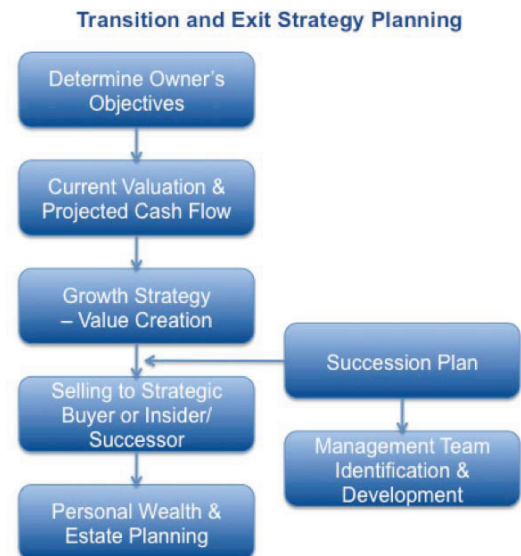 Transition and Exit Strategy Planning
Determine Owner's
Objectives
Current Valuation &
Projected Cash Flow
Growth Strategy
– Value Creation
Succession Plan
Selling to Strategic
Buyer or Insider/
Successor
Management Team
Identification &
Development
Personal Wealth &
Estate Planning